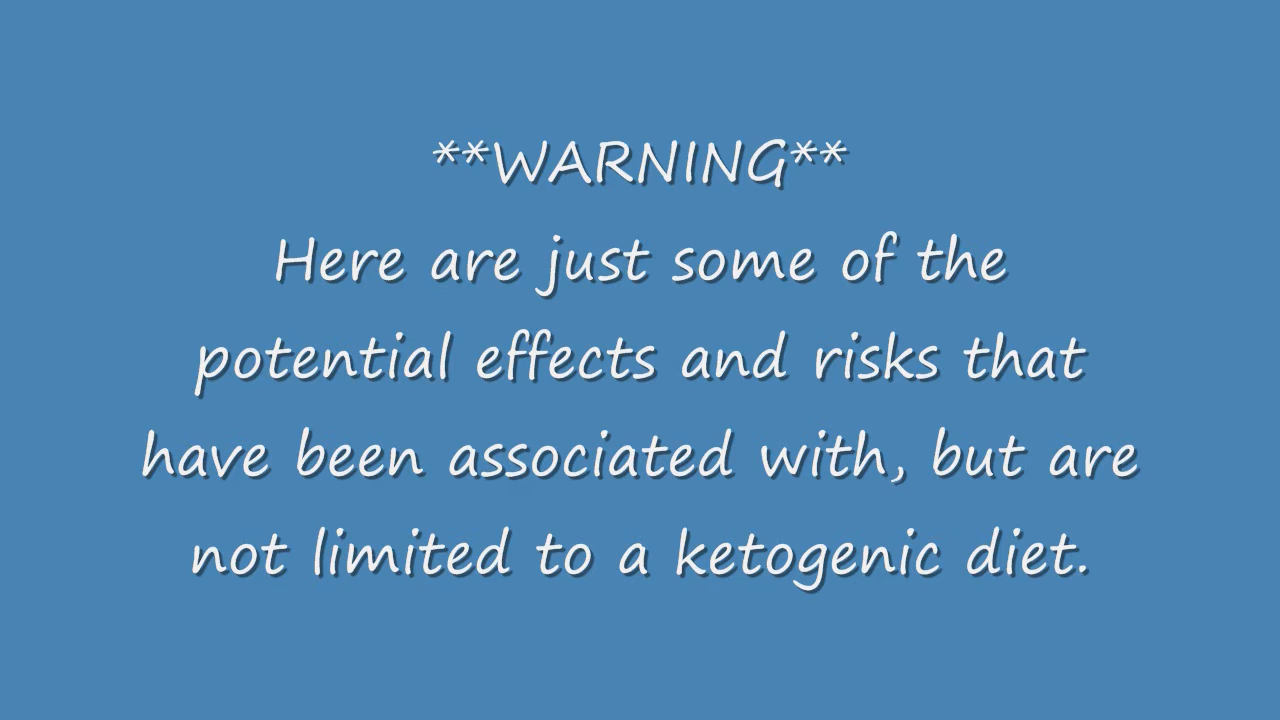 **WARNING**
Here are just some of the
potential effects and risks that
have been associated with, but are
not limited to a ketogenic diet.